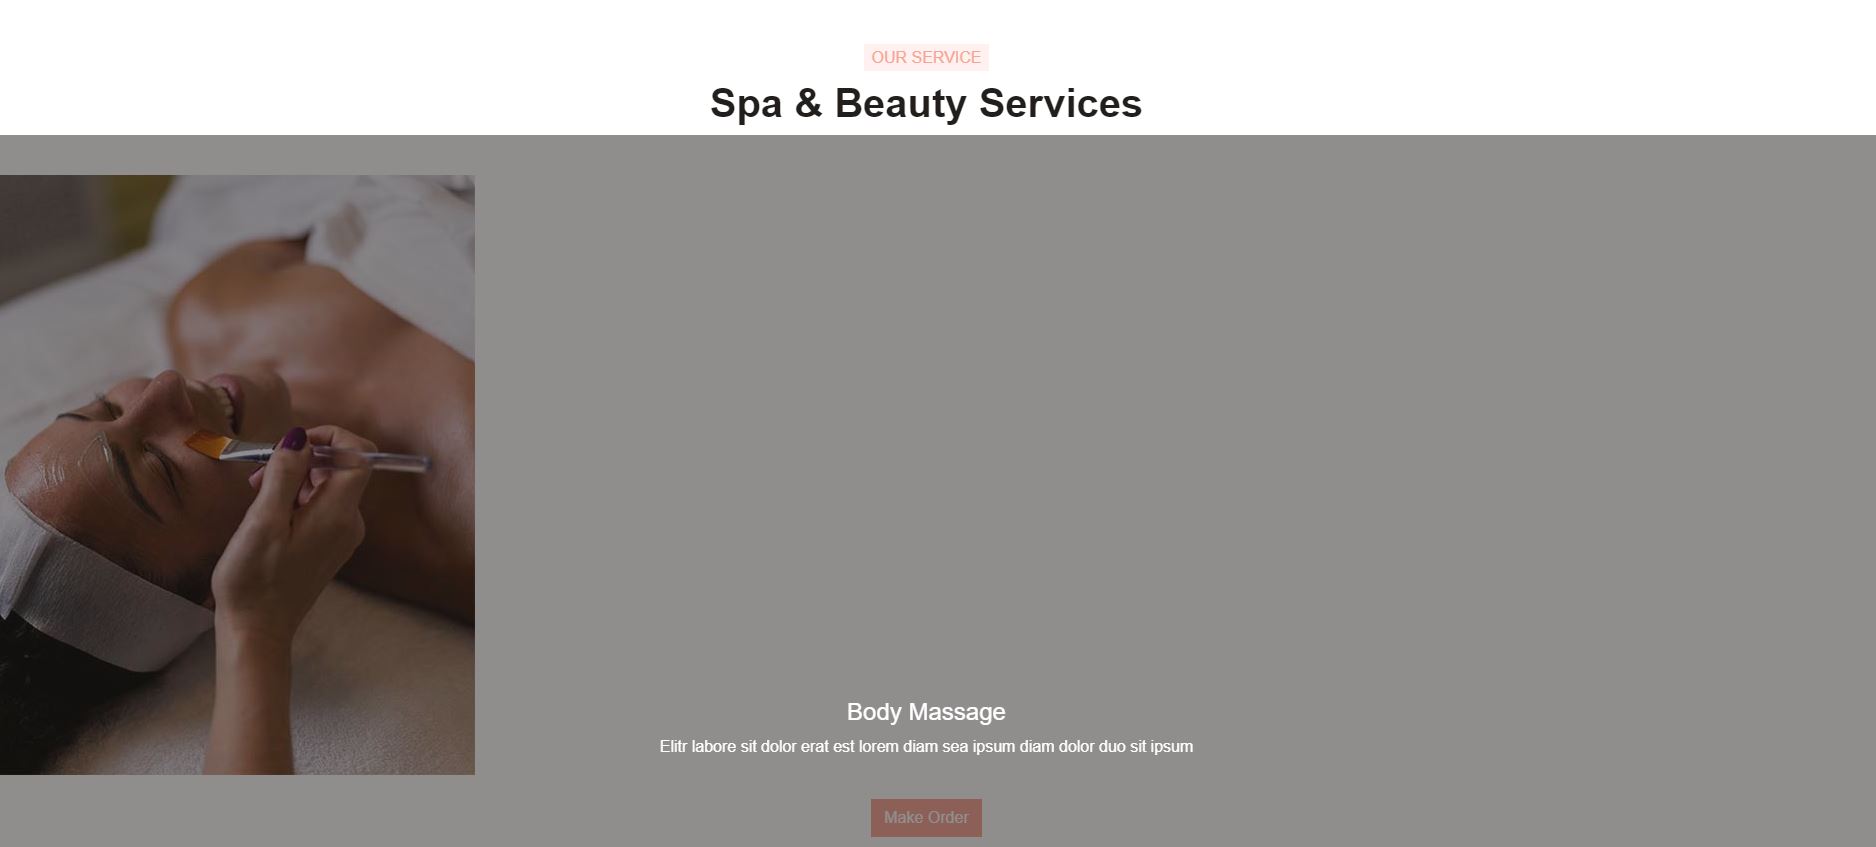 OUR SERVICE
Spa & Beauty Services
Body Massage
Elitr labore sit dolor erat est lorem diam sea ipsum diam dolor duo sit ipsum
Make Order